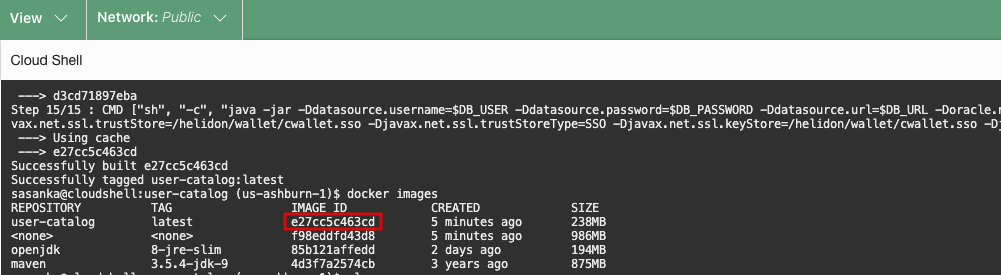 View Network: Public
Cloud Shell
---> d3cd71897eba
Step 15/15 : CMD ["sh", "-c", "java -jar -Ddatasource.username=$DB_USER -Ddatasource.password=$DB_PASSWORD -Ddatasource.url=$DB_URL -Doracle.n
vax.net.ssl.trustStore=/helidon/wallet/cwallet.sso -Djavax.net.ssl.trustStoreType=SSO -Djavax.net.ssl.keyStore=/helidon/wallet/cwallet.sso -Dj
---> Using cache
---> e27cc5c463cd
Successfully built e27cc5c463cd
Successfully tagged user-catalog:latest
sasanka@cloudshell:user-catalog (us-ashburn-1)$ docker images
REPOSITORY TAG IMAGE ID CREATED SIZE
user-catalog latest e27cc5c463cd 5 minutes ago 238MB
<none> <none> f98eddfd43d8 5 minutes ago 986MB
openjdk 8-jre-slim 85b121affedd 2 days ago 194MB
maven 3.5.4-jdk-9 4d3f7a2574cb 3 years ago 875MB